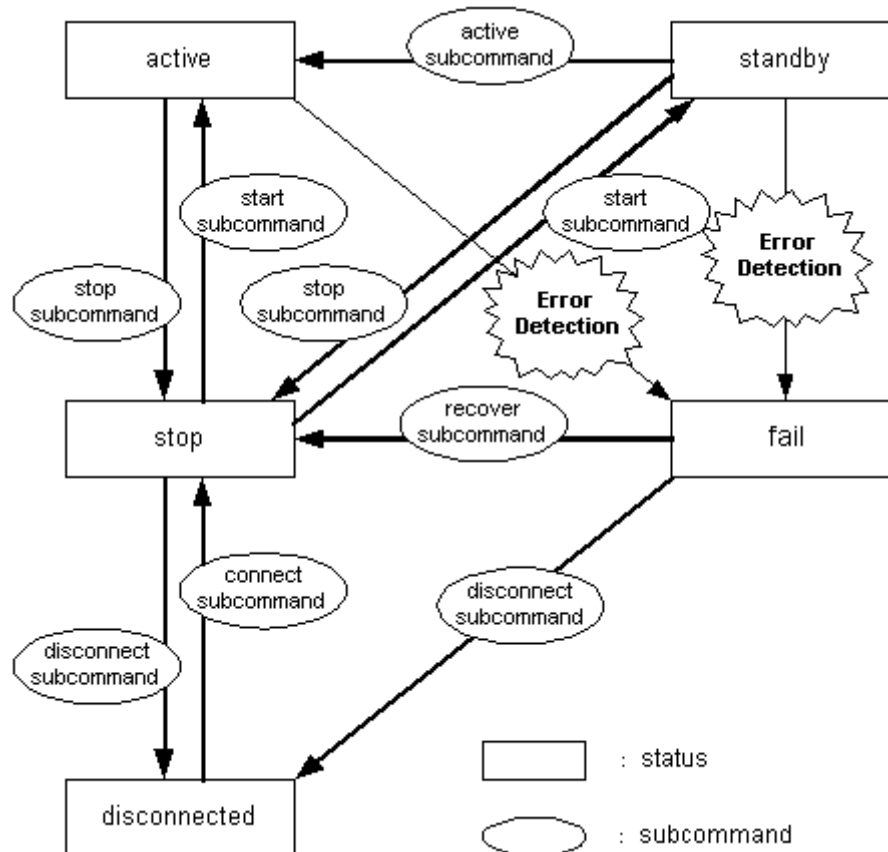 active
active
subcommand
standby
start
subcommand
start
subcommand
Error
Detection
stop
subcommand
stop
subcommand
Error
Detection
stop
recover
subcommand
fail
connect
subcommand
disconnect
subcommand
disconnect
subcommand
disconnected
: status
: subcommand